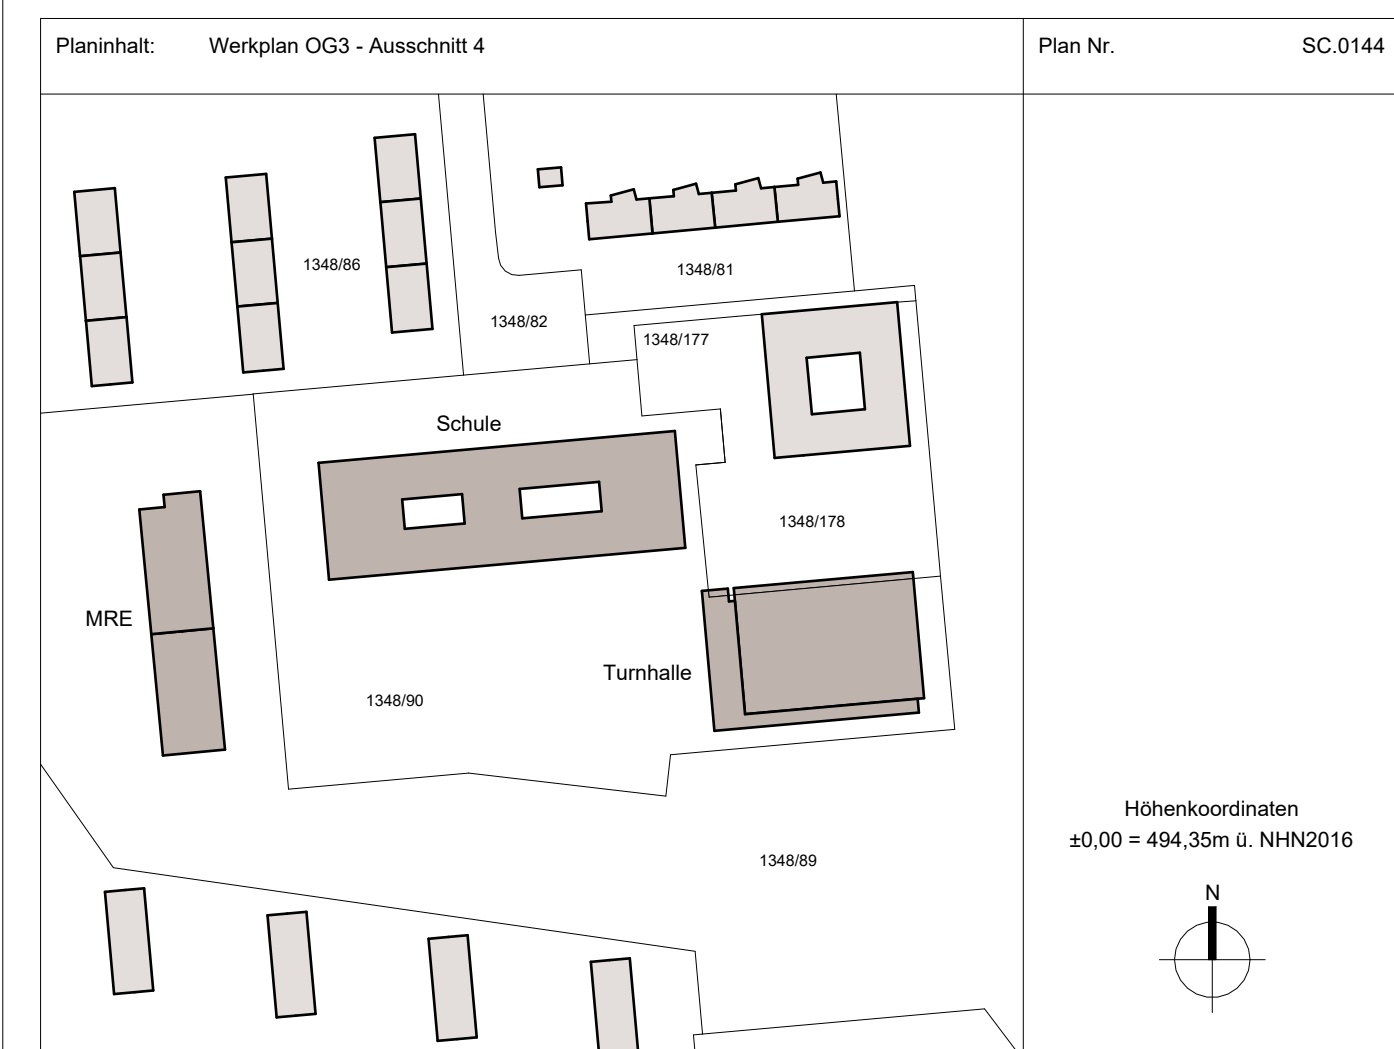 Planinhalt: Werkplan OG3 - Ausschnitt 4
Plan Nr. SC.0144
1348/86
1348/81
1348/82
1348/177
Schule
1348/178
MRE
Turnhalle
1348/90
Höhenkoordinaten
±0,00 = 494,35m ü. NHN2016
1348/89
N